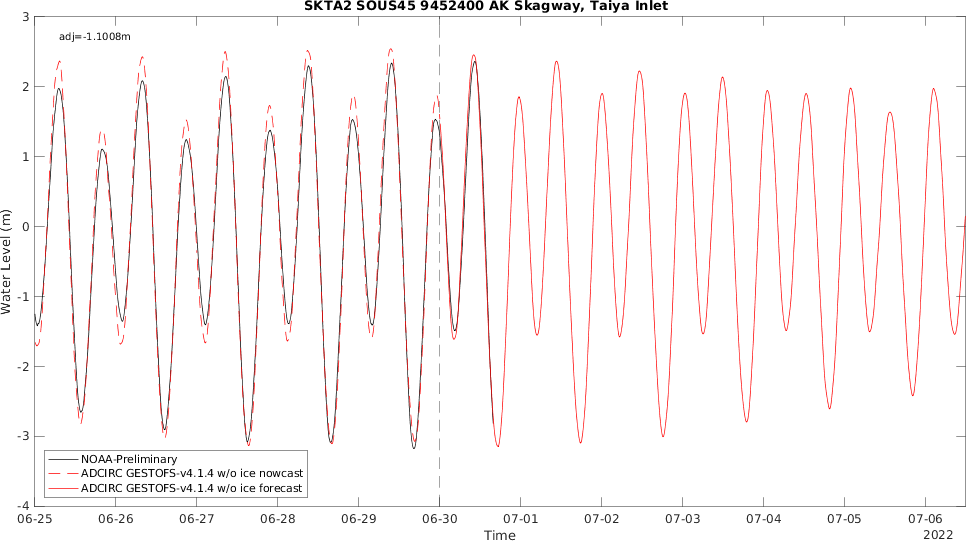 SKTA2 SOUS45 9452400 AK Skagway, Taiya Inlet
adj=-1.1008m
3
2
1
0
-1
-2
-3
-4
Water Level (m)
NOAA-Preliminary
ADCIRC GESTOFS-v4.1.4 w/o ice nowcast
ADCIRC GESTOFS-v4.1.4 w/o ice forecast
06-25 06-26 06-27 06-28 06-29 06-30 07-01 07-02 07-03 07-04 07-05 07-06
Time
2022